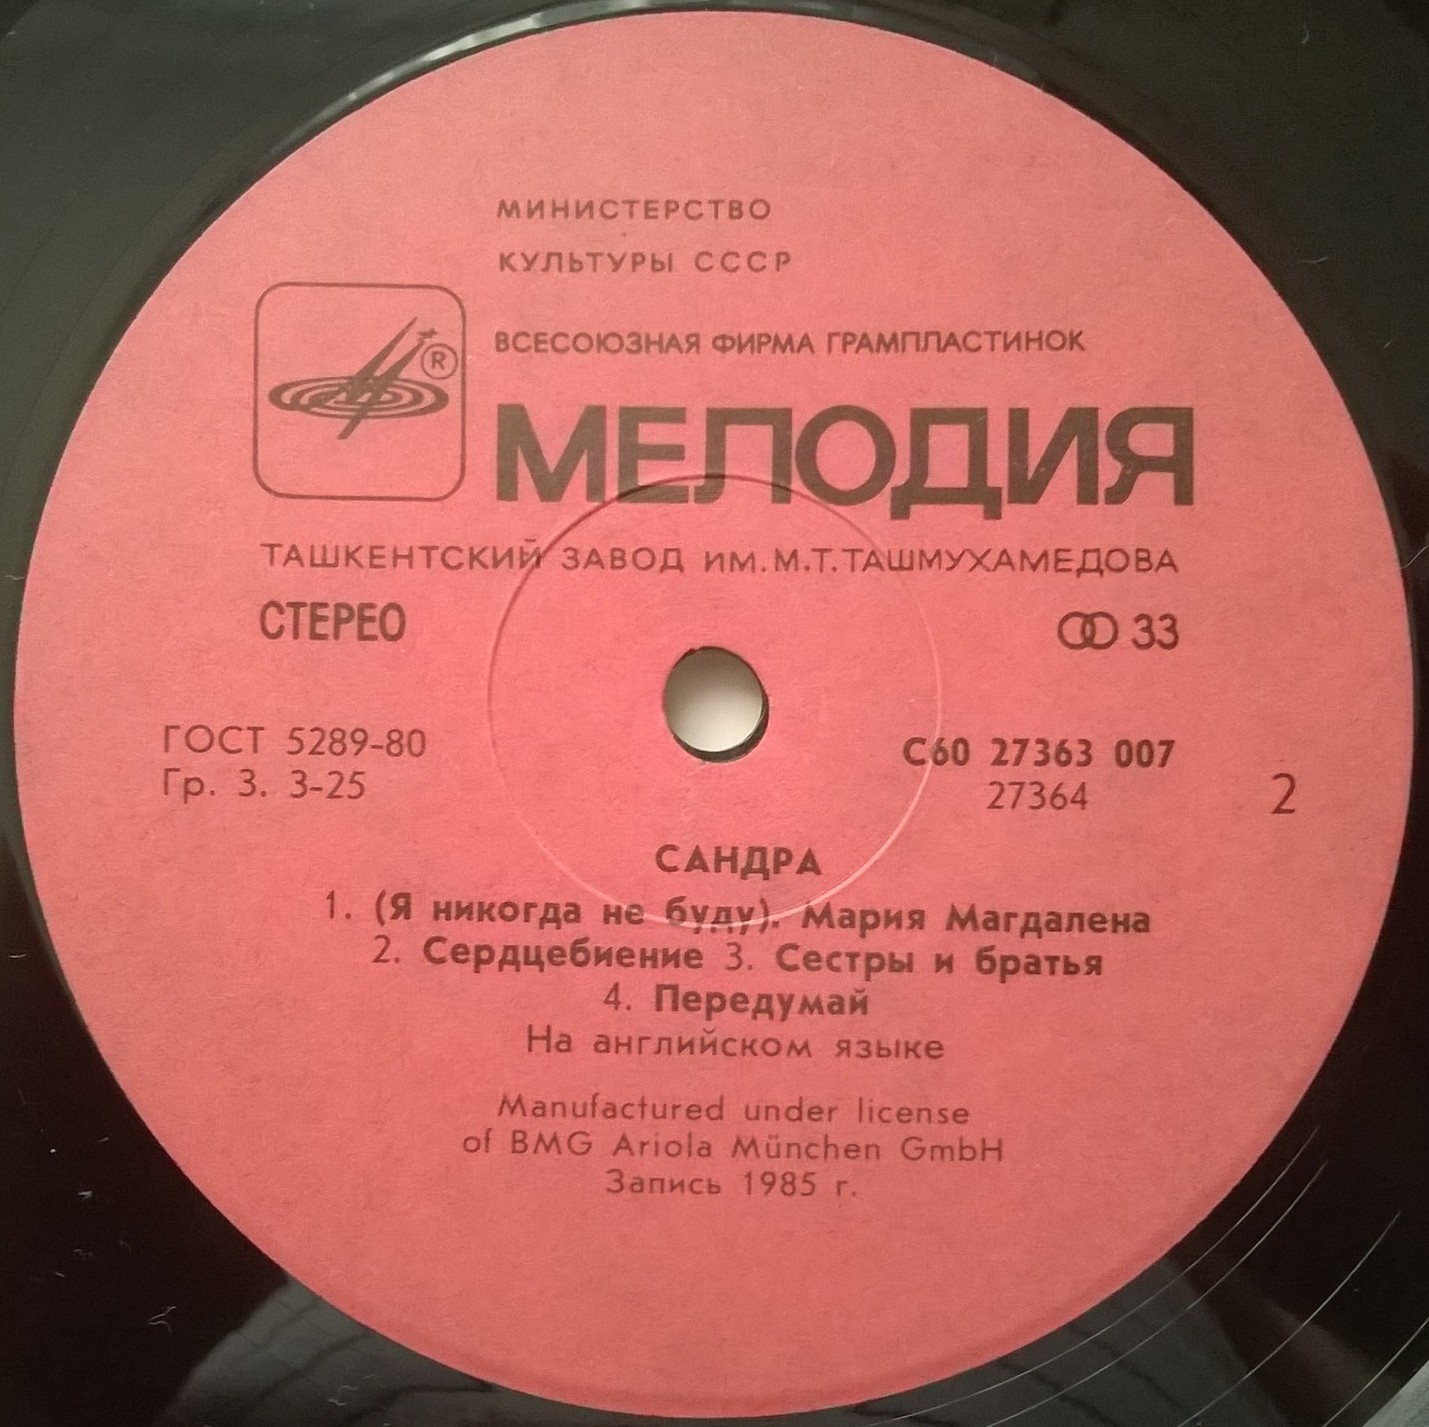 МИНИСТЕРСТВО
КУЛЬТУРЫ СССР
ВСЕСОЮЗНАЯ ФИРМА ГРАМПЛАСТИНОК
®
МЕЛОДИЯ
ТАШКЕНТСКИЙ ЗАВОД ИМ. М.Т.ТАШМУХАМЕДОВА
СТЕРЕО 33
ГОСТ 5289-80 С60 27363 007
Гр. 3. 3-25 27364 2
САНДРА
1. (Я никогда не буду). Мария Магдалена
2. Сердцебиение 3. Сестры и братья
4. Передумай
На английском языке
Manufactured under license
of BMG Ariola München GmbH
Запись 1985 г.